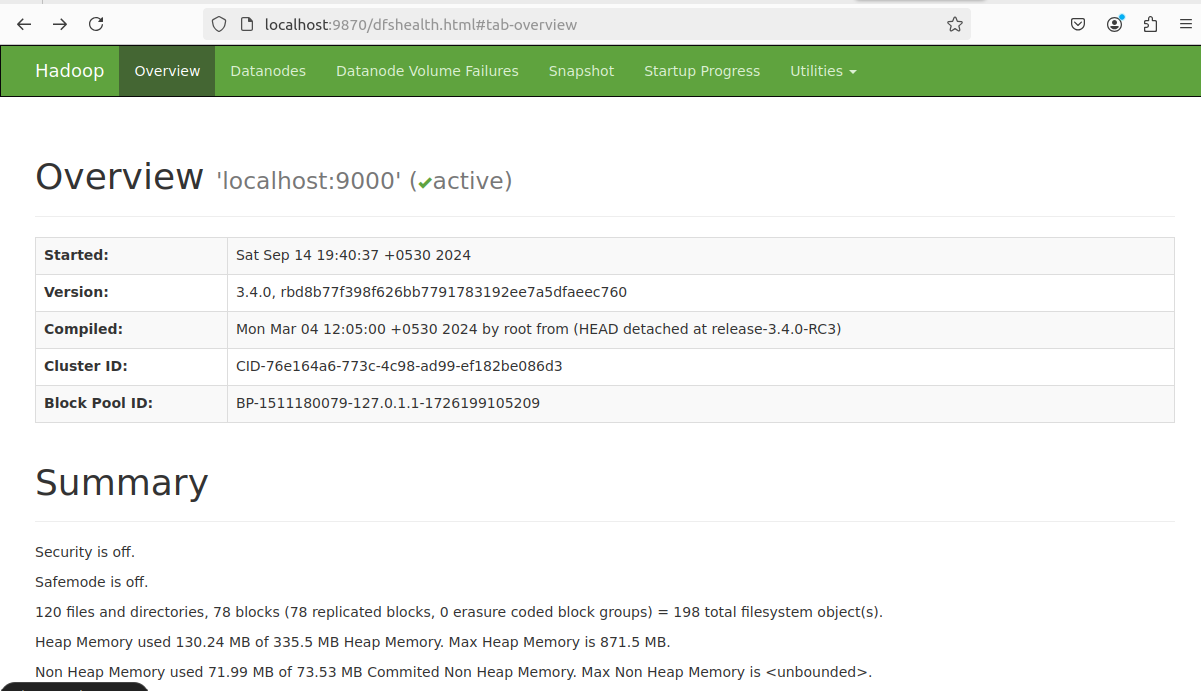 localhost:9870/dfshealth.html#tab-overview
Hadoop Overview Datanodes Datanode Volume Failures Snapshot Startup Progress Utilities
Overview 'localhost:9000' (✔active)
Started: Sat Sep 14 19:40:37 +0530 2024
Version: 3.4.0, rbd8b77f398f626bb7791783192ee7a5dfaeec760
Compiled: Mon Mar 04 12:05:00 +0530 2024 by root from (HEAD detached at release-3.4.0-RC3)
Cluster ID: CID-76e164a6-773c-4c98-ad99-ef182be086d3
Block Pool ID: BP-1511180079-127.0.1.1-1726199105209
Summary
Security is off.
Safemode is off.
120 files and directories, 78 blocks (78 replicated blocks, 0 erasure coded block groups) = 198 total filesystem object(s).
Heap Memory used 130.24 MB of 335.5 MB Heap Memory. Max Heap Memory is 871.5 MB.
Non Heap Memory used 71.99 MB of 73.53 MB Commited Non Heap Memory. Max Non Heap Memory is <unbounded>.